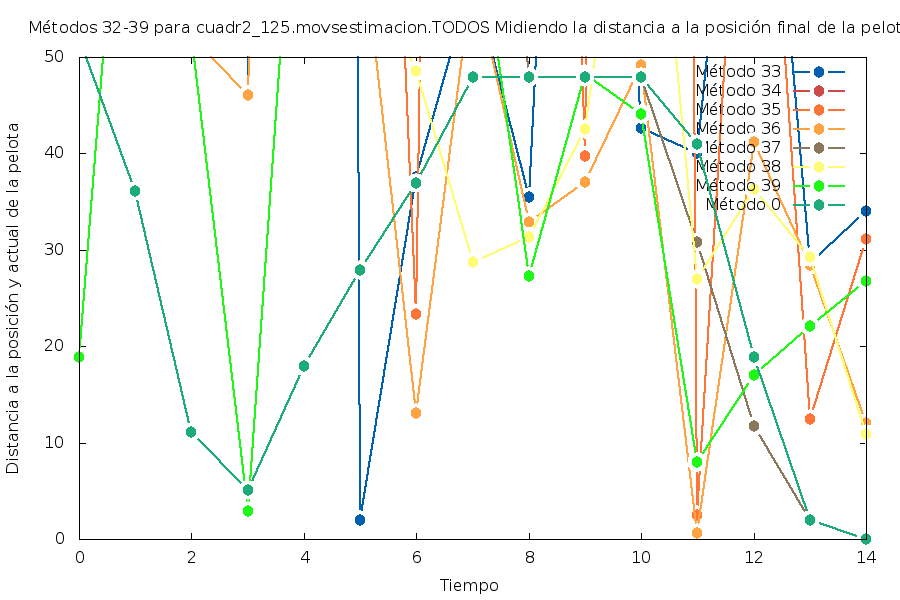 Métodos 32-39 para cuadr2_125.movsestimacion.TODOS Midiendo la distancia a la posición final de la pelot
Distancia a la posición y actual de la pelota
50
40
30
20
10
0
Método 33
Método 34
Método 35
Método 36
étodo 37
Método 38
Método 39
Método 0
0 2 4 6 8 10 12 14
Tiempo